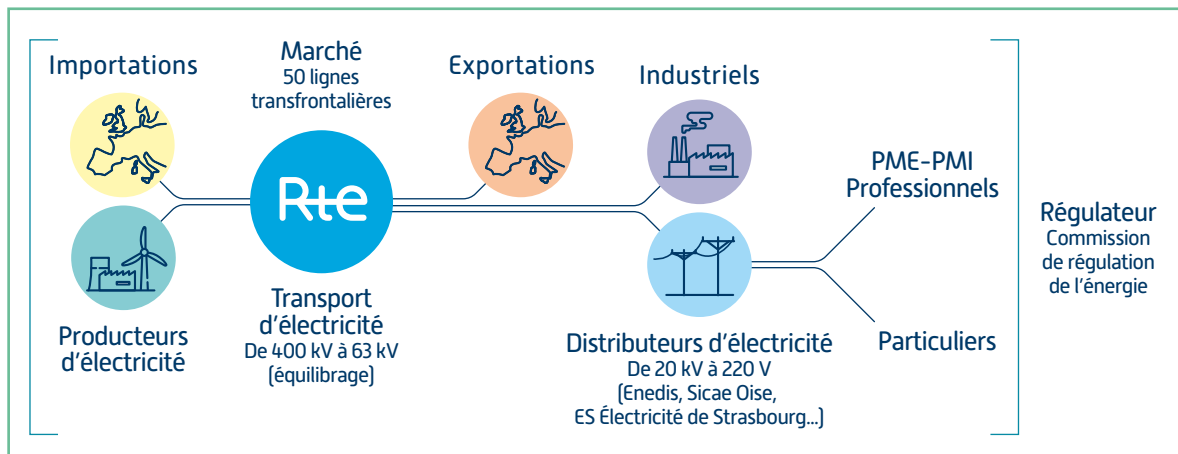 Importations
Marché
50 lignes
transfrontalières
Exportations
Industriels
Rte
Producteurs
d'électricité
Transport
d'électricité
De 400 kV à 63 kV
(équilibrage)
Distributeurs d'électricité
De 20 kV à 220 V
(Enedis, Sicae Oise,
ES Électricité de Strasbourg...)
PME-PMI
Professionnels
Particuliers
Régulateur
Commission
de régulation
de l'énergie